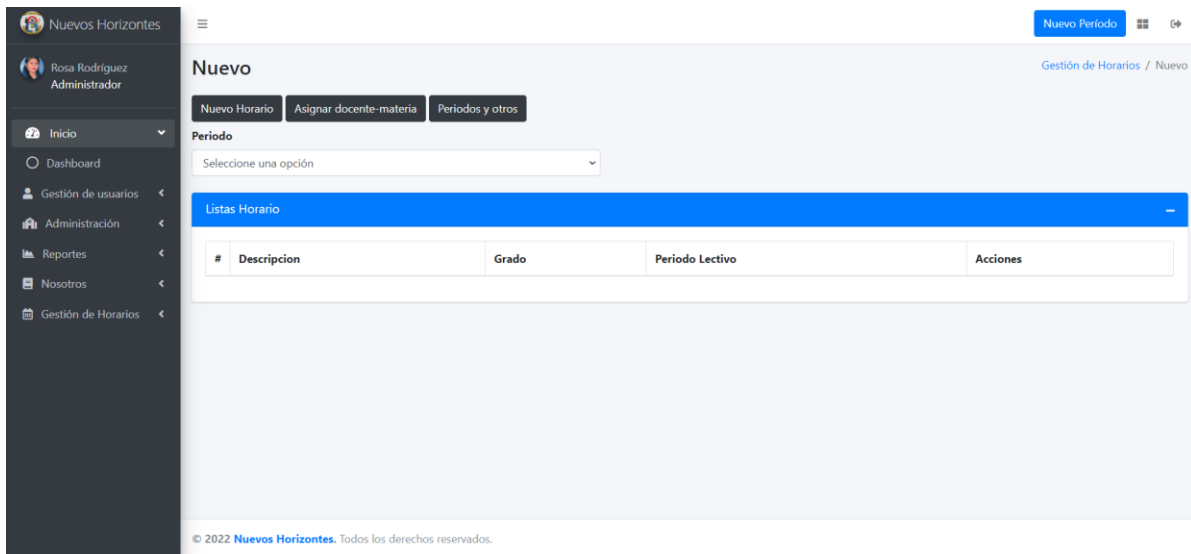 Nuevos Horizontes
Nuevo Período
Rosa Rodríguez
Administrador
Nuevo
Gestión de Horarios / Nuevo
Nuevo Horario Asignar docente-materia Periodos y otros
Inicio
Periodo
Dashboard
Seleccione una opción
Gestión de usuarios
Administración
Reportes
Nosotros
Gestión de Horarios
Listas Horario
# Descripcion Grado Periodo Lectivo Acciones
© 2022 Nuevos Horizontes. Todos los derechos reservados.